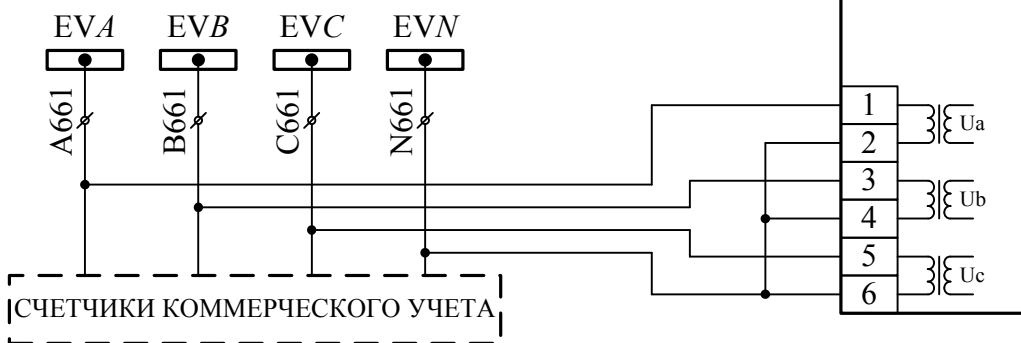 EVA EVB EVC EVN
A661 B661 C661 N661
1
Ua
2
3
Ub
4
5
Uc
6
СЧЕТЧИКИ КОММЕРЧЕСКОГО УЧЕТА